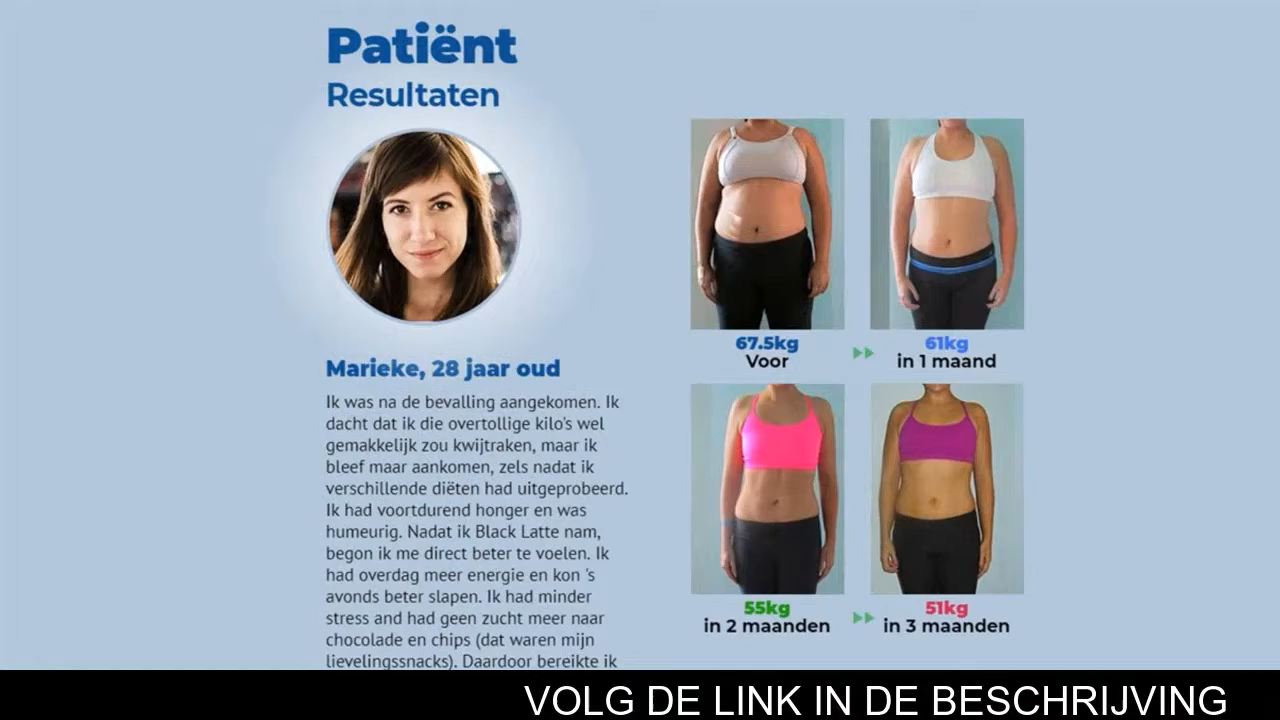 Patiënt
Resultaten
Marieke, 28 jaar oud
Ik was na de bevalling aangekomen. Ik
dacht dat ik die overtollige kilo's wel
gemakkelijk zou kwijtraken, maar ik
bleef maar aankomen, zels nadat ik
verschillende diëten had uitgeprobeerd.
Ik had voortdurend honger en was
humeurig. Nadat ik Black Latte nam,
begon ik me direct beter te voelen. Ik
had overdag meer energie en kon 's
avonds beter slapen. Ik had minder
stress and had geen zucht meer naar
chocolade en chips (dat waren mijn
lievelingssnacks). Daardoor bereikte ik
67.5kg
Voor
61kg
in 1 maand
55kg
in 2 maanden
51kg
in 3 maanden
VOLG DE LINK IN DE BESCHRIJVING